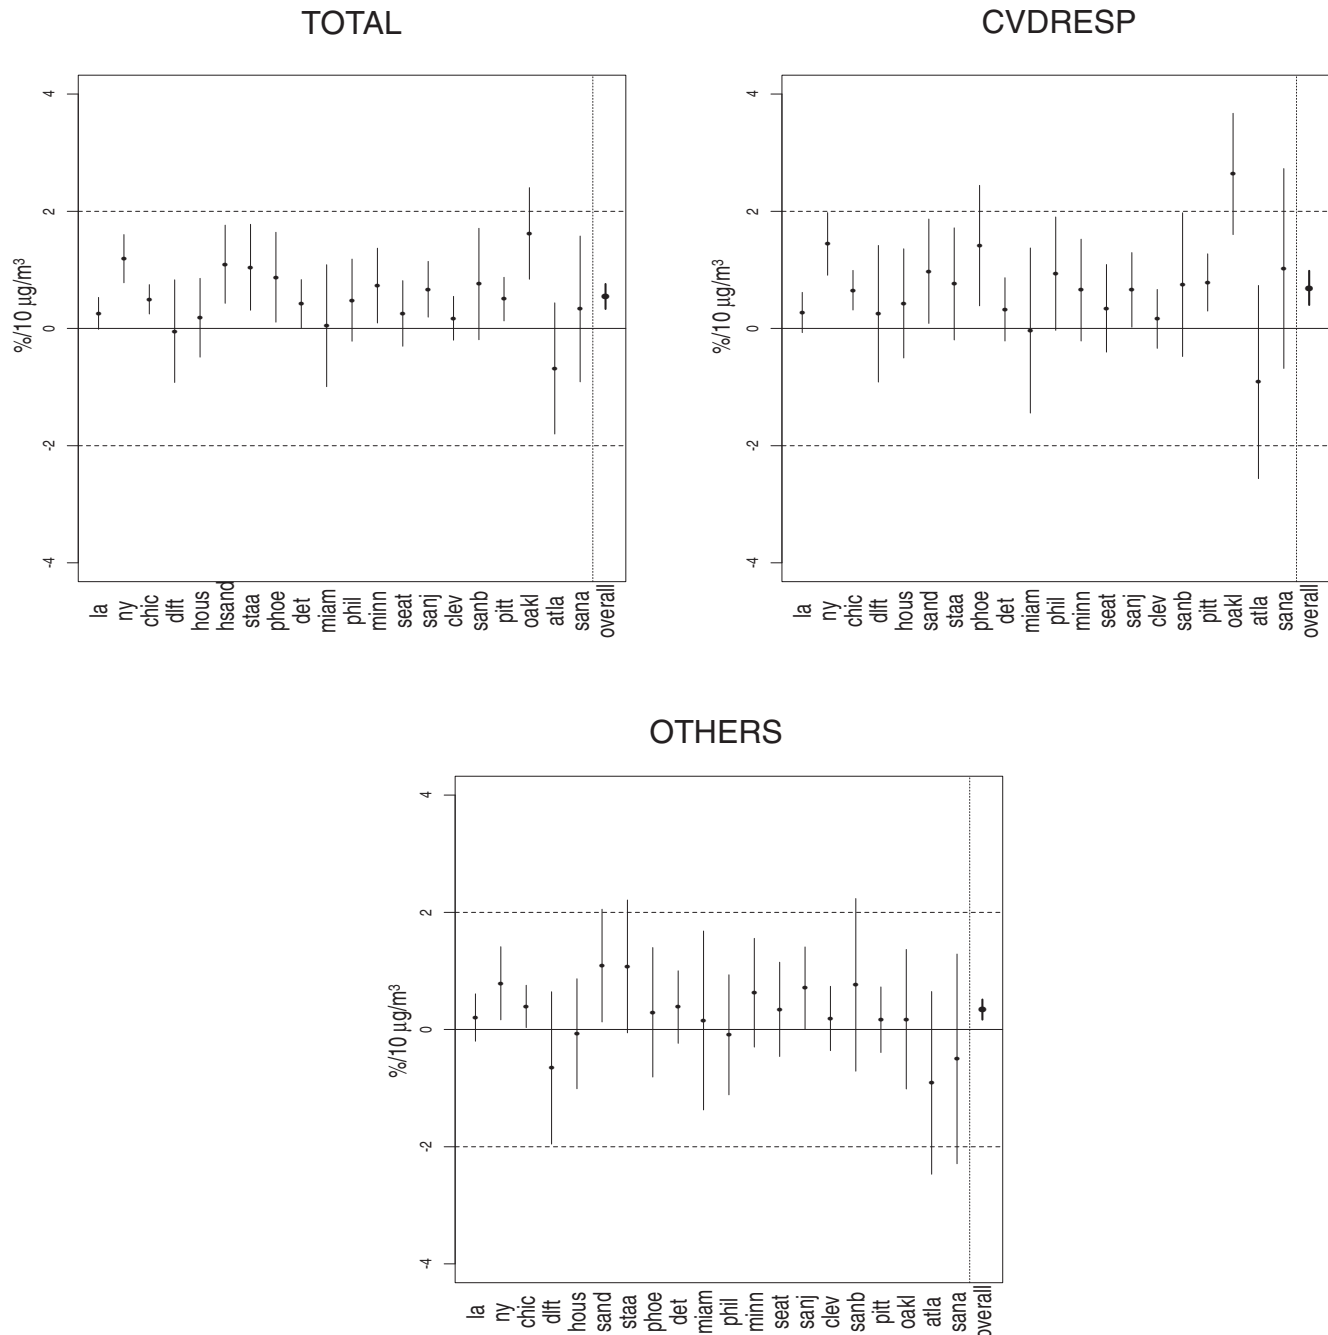 TOTAL
%/10 µg/m³
4
2
0
-2
-4
la
ny
chic
dlft
hous
hsand
staa
phoe
det
miam
phil
minn
seat
sanj
clev
sanb
pitt
oakl
atla
sana
overall
CVDRESP
%/10 µg/m³
4
2
0
-2
-4
la
ny
chic
dlft
hous
sand
staa
phoe
det
miam
phil
minn
seat
sanj
clev
sanb
pitt
oakl
atla
sana
overall
OTHERS
%/10 µg/m³
4
2
0
-2
-4
la
ny
chic
dlft
hous
sand
staa
phoe
det
miam
phil
minn
seat
sanj
clev
sanb
pitt
oakl
atla
sana
overall